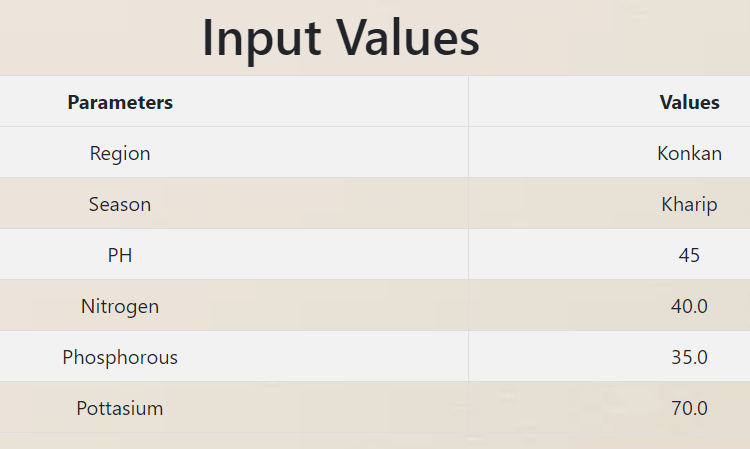 Input Values
Parameters Values
Region Konkan
Season Kharip
PH 45
Nitrogen 40.0
Phosphorous 35.0
Pottasium 70.0